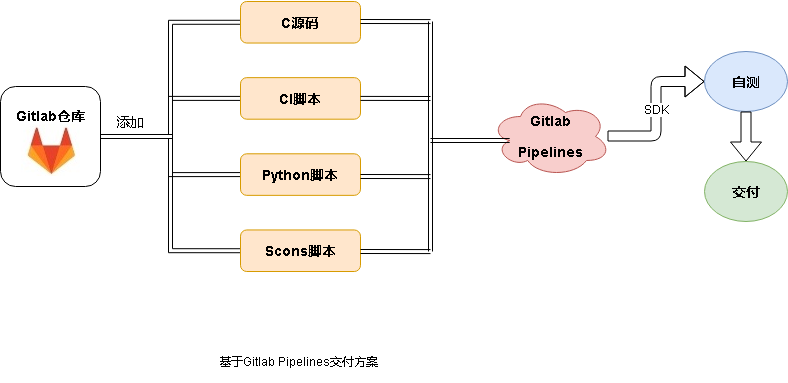 Gitlab仓库
添加
C源码
CI脚本
Python脚本
Scons脚本
Gitlab
Pipelines
SDK
自测
交付
基于Gitlab Pipelines交付方案